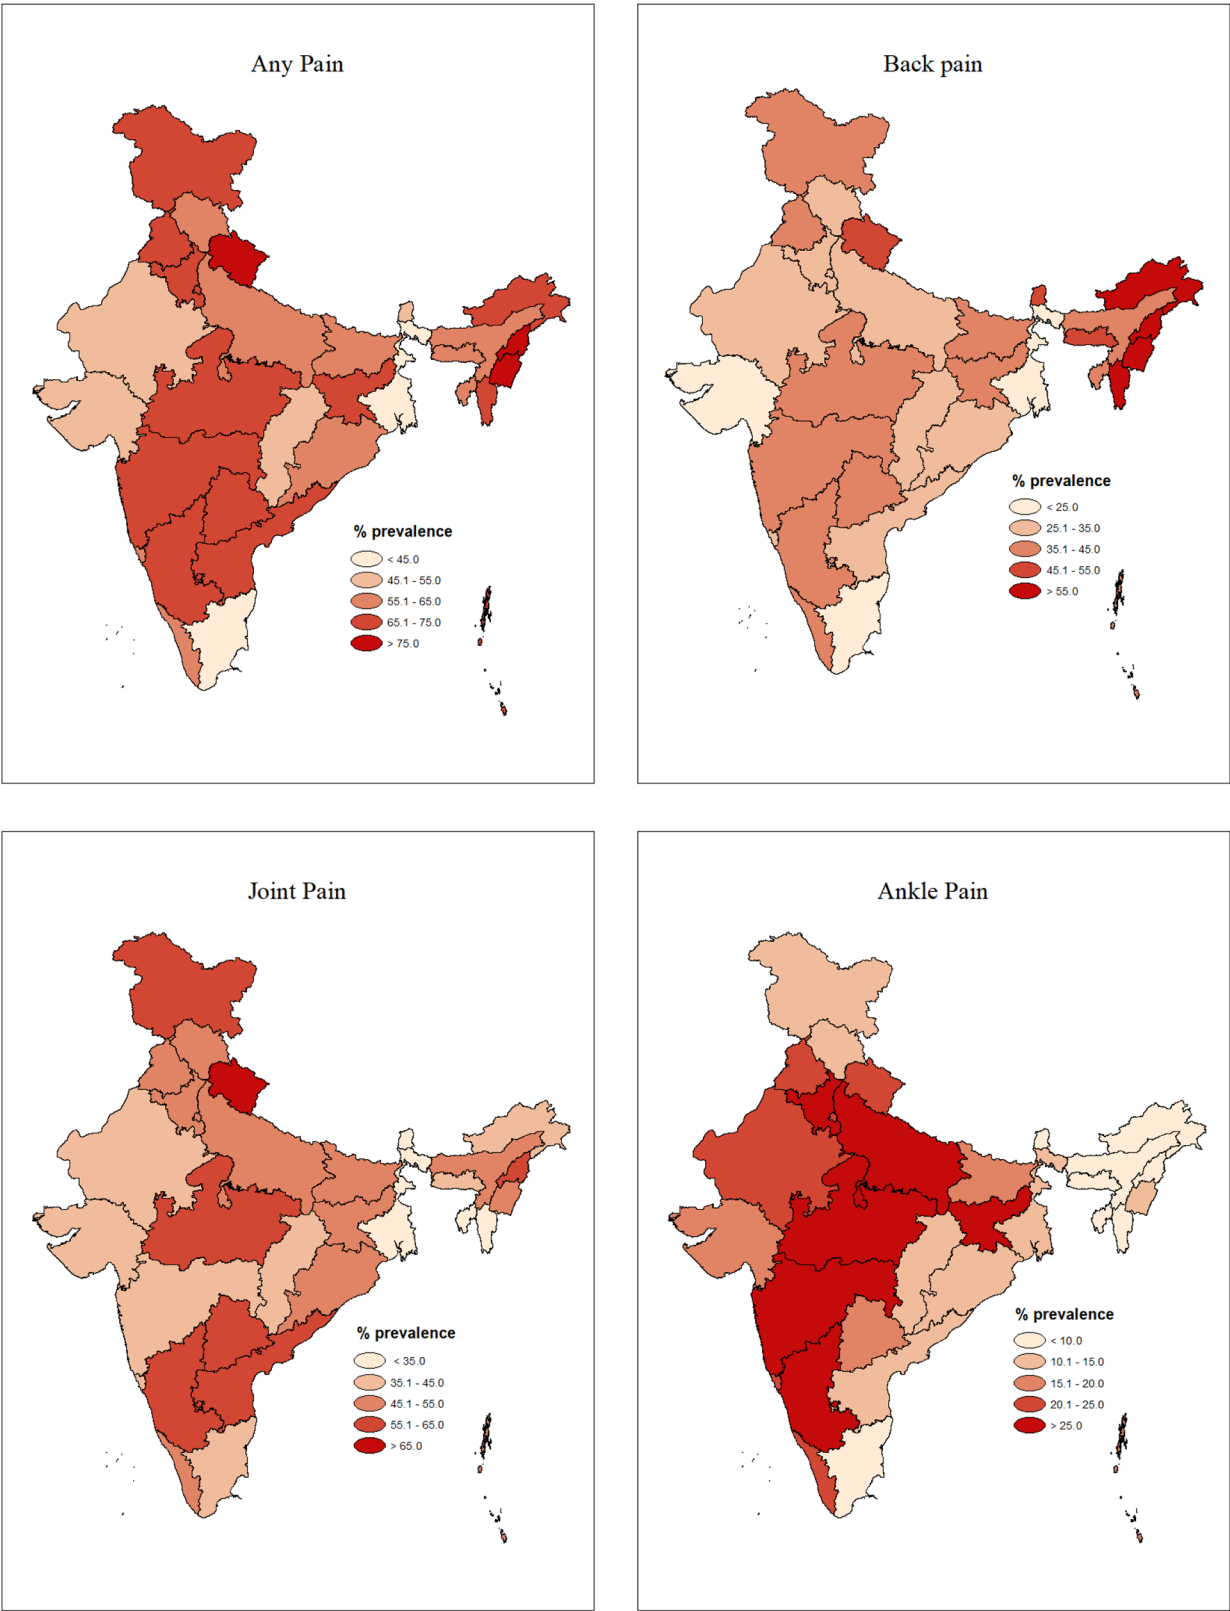 Any Pain
% prevalence
< 45.0
45.1 - 55.0
55.1 - 65.0
65.1 - 75.0
> 75.0
Back pain
% prevalence
< 25.0
25.1 - 35.0
35.1 - 45.0
45.1 - 55.0
> 55.0
Joint Pain
% prevalence
< 35.0
35.1 - 45.0
45.1 - 55.0
55.1 - 65.0
> 65.0
Ankle Pain
% prevalence
< 10.0
10.1 - 15.0
15.1 - 20.0
20.1 - 25.0
> 25.0